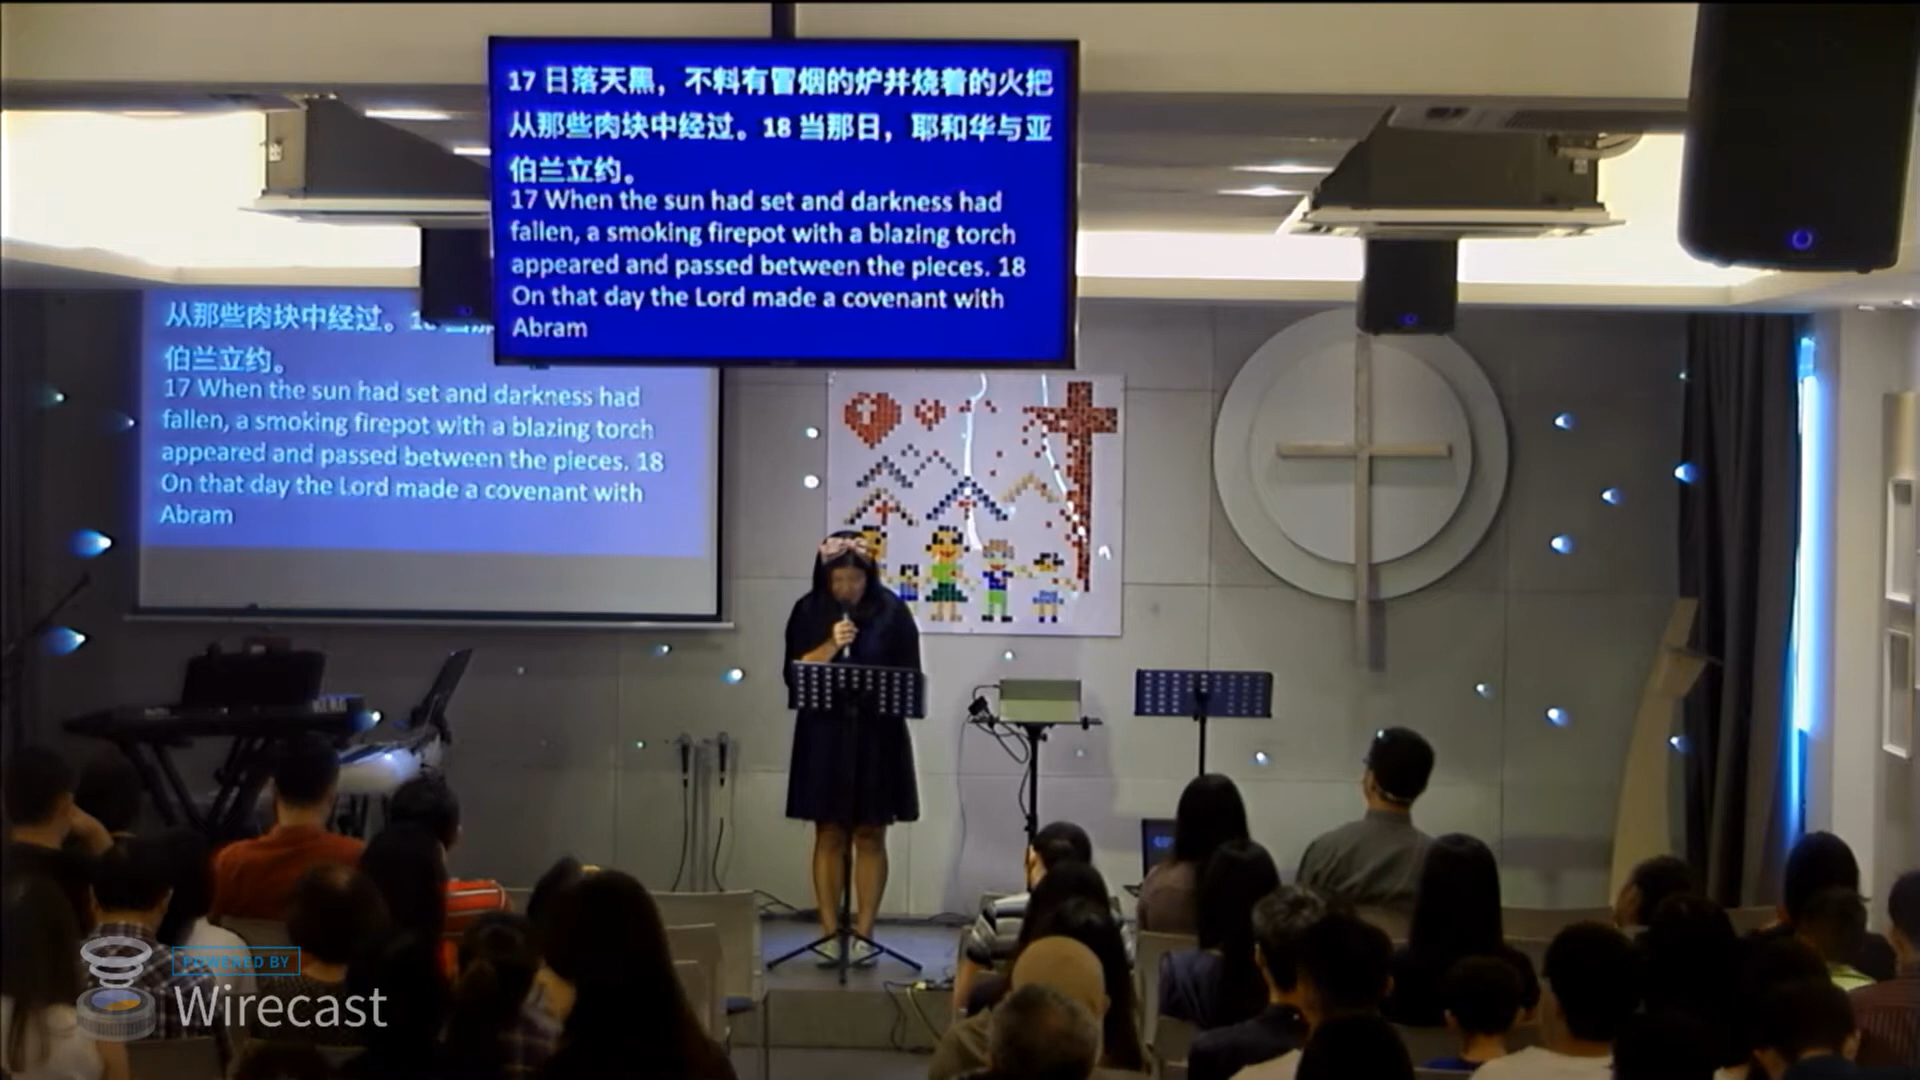 17 日落天黑，不料有冒烟的炉并烧着的火把
从那些肉块中经过。18 当那日，耶和华与亚
伯兰立约。
17 When the sun had set and darkness had
fallen, a smoking firepot with a blazing torch
appeared and passed between the pieces. 18
On that day the Lord made a covenant with
Abram
从那些肉块中经过。18 当那
伯兰立约。
17 When the sun had set and darkness had
fallen, a smoking firepot with a blazing torch
appeared and passed between the pieces. 18
On that day the Lord made a covenant with
Abram
POWERED BY
Wirecast